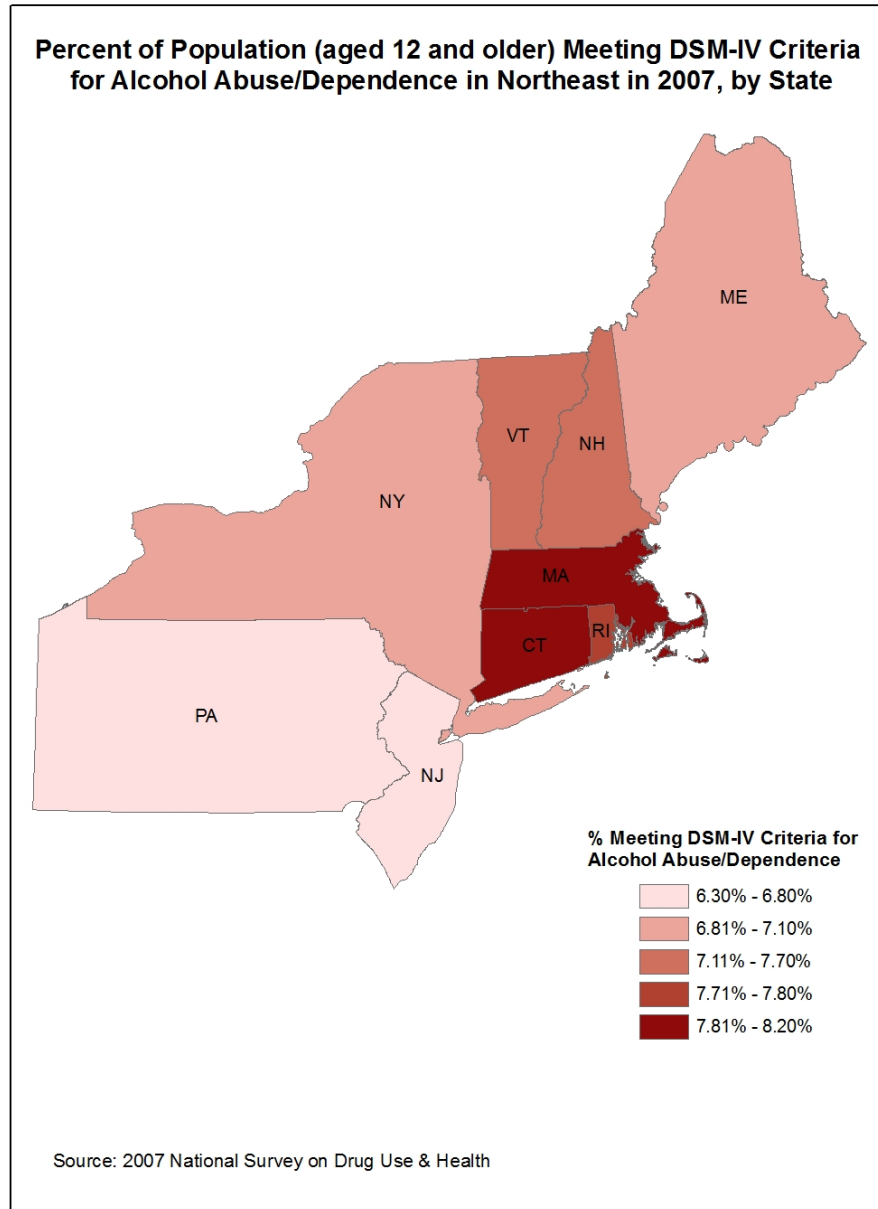 Percent of Population (aged 12 and older) Meeting DSM-IV Criteria
for Alcohol Abuse/Dependence in Northeast in 2007, by State
ME
VT
NH
NY
MA
CT
RI
PA
NJ
% Meeting DSM-IV Criteria for
Alcohol Abuse/Dependence
6.30% - 6.80%
6.81% - 7.10%
7.11% - 7.70%
7.71% - 7.80%
7.81% - 8.20%
Source: 2007 National Survey on Drug Use & Health